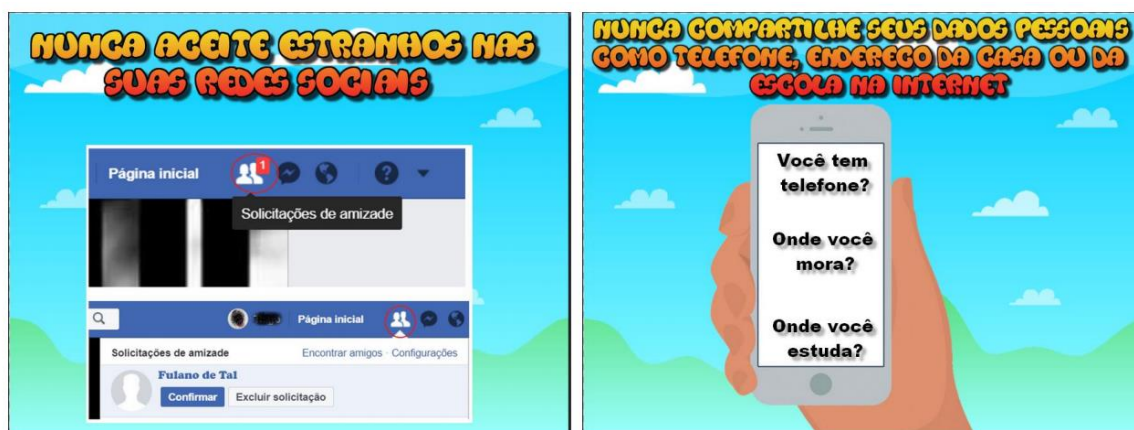 NUNCA ACEITE ESTRANHOS NAS
SUAS REDES SOCIAIS
Página inicial
1
?
Solicitações de amizade
Página inicial
Solicitações de amizade
Encontrar amigos · Configurações
Fulano de Tal
Confirmar
Excluir solicitação
NUNCA COMPARTILHE SEUS DADOS PESSOAIS
COMO TELEFONE, ENDEREÇO DA CASA OU DA
ESCOLA NA INTERNET
Você tem
telefone?
Onde você
mora?
Onde você
estuda?